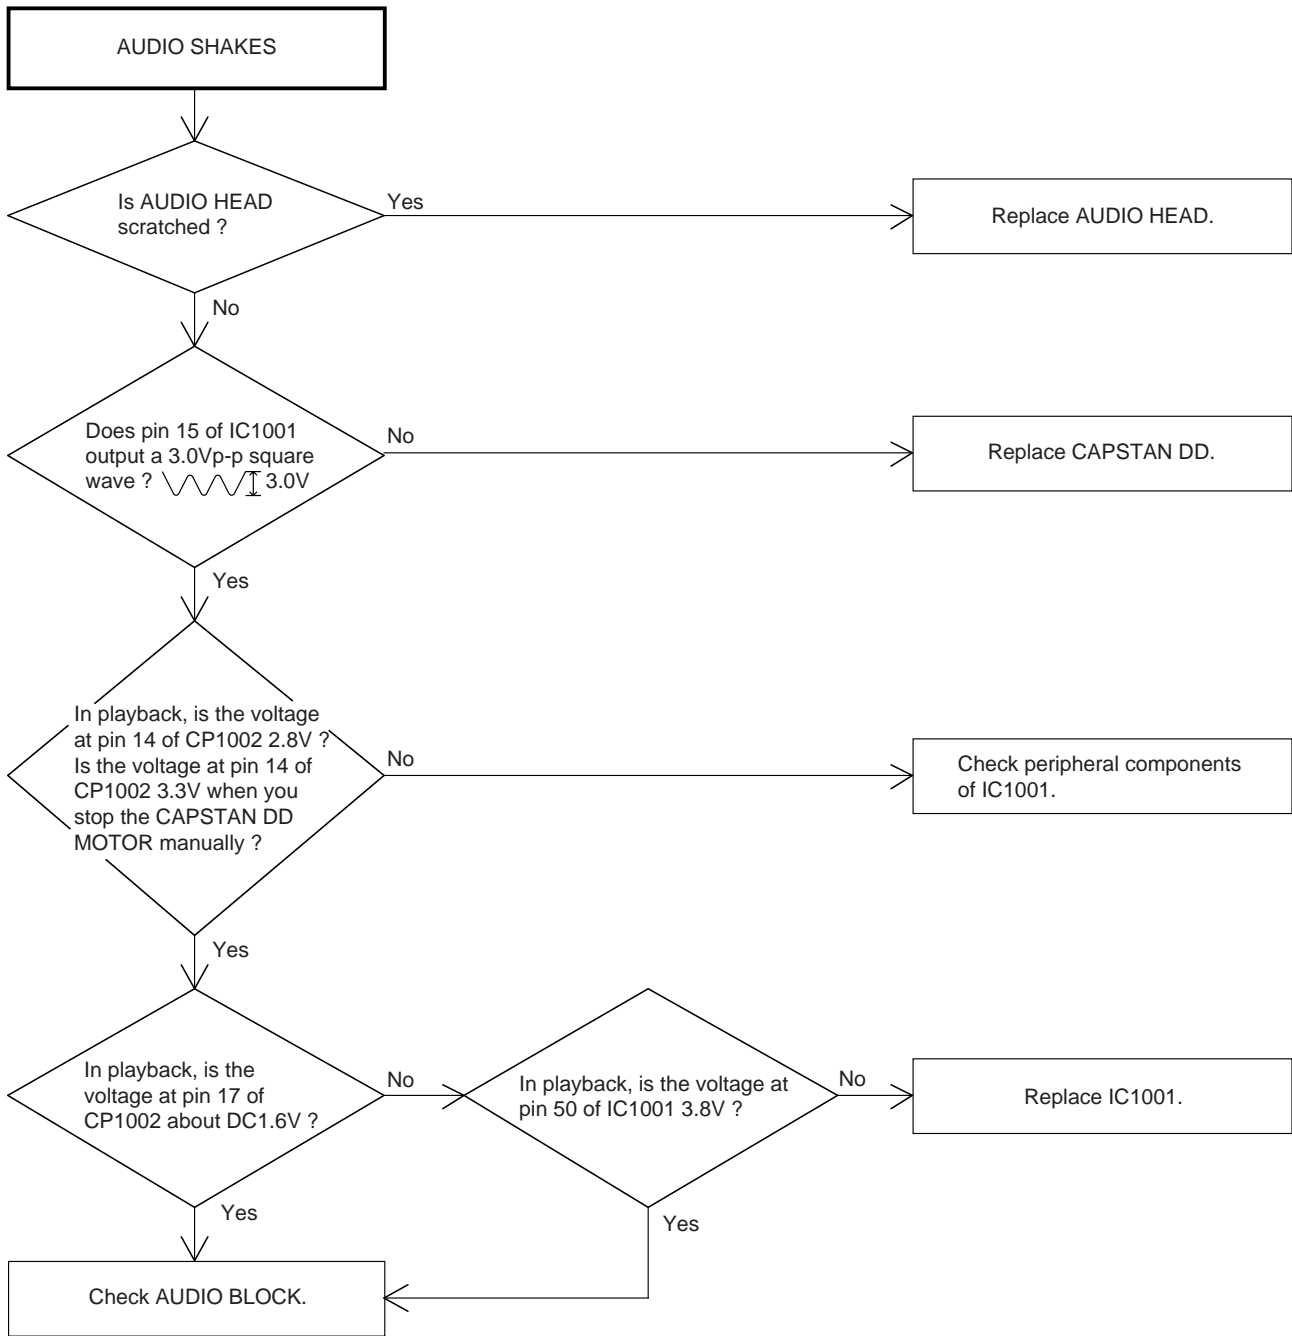 AUDIO SHAKES
Is AUDIO HEAD
scratched ?
Yes
Replace AUDIO HEAD.
No
Does pin 15 of IC1001
output a 3.0Vp-p square
wave ? 3.0V
No
Replace CAPSTAN DD.
Yes
In playback, is the voltage
at pin 14 of CP1002 2.8V ?
Is the voltage at pin 14 of
CP1002 3.3V when you
stop the CAPSTAN DD
MOTOR manually ?
No
Check peripheral components
of IC1001.
Yes
In playback, is the
voltage at pin 17 of
CP1002 about DC1.6V ?
No
In playback, is the voltage at
pin 50 of IC1001 3.8V ?
No
Replace IC1001.
Yes
Yes
Check AUDIO BLOCK.